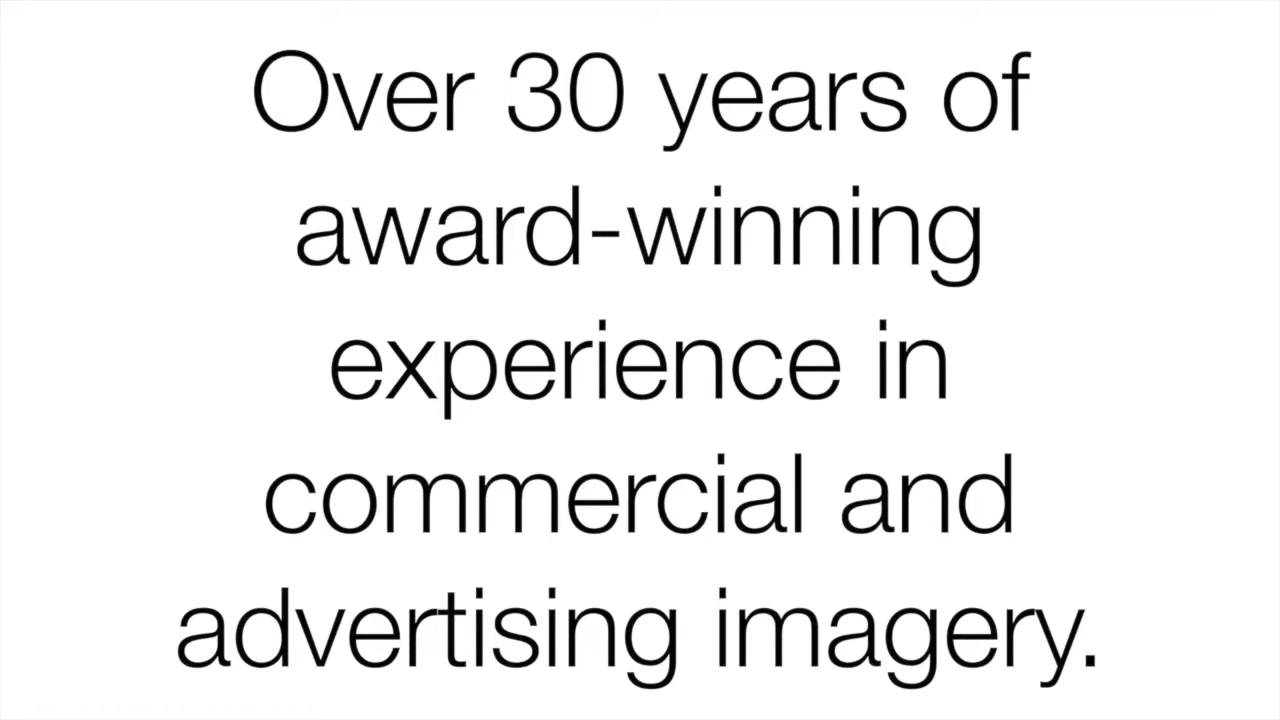 Over 30 years of
award-winning
experience in
commercial and
advertising imagery.